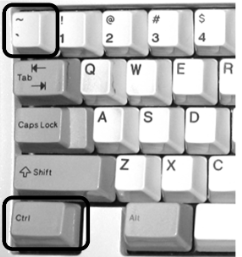 ~ ! @ # $
` 1 2 3 4
Tab Q W E R
Caps Lock A S D
Shift Z X C
Ctrl Alt